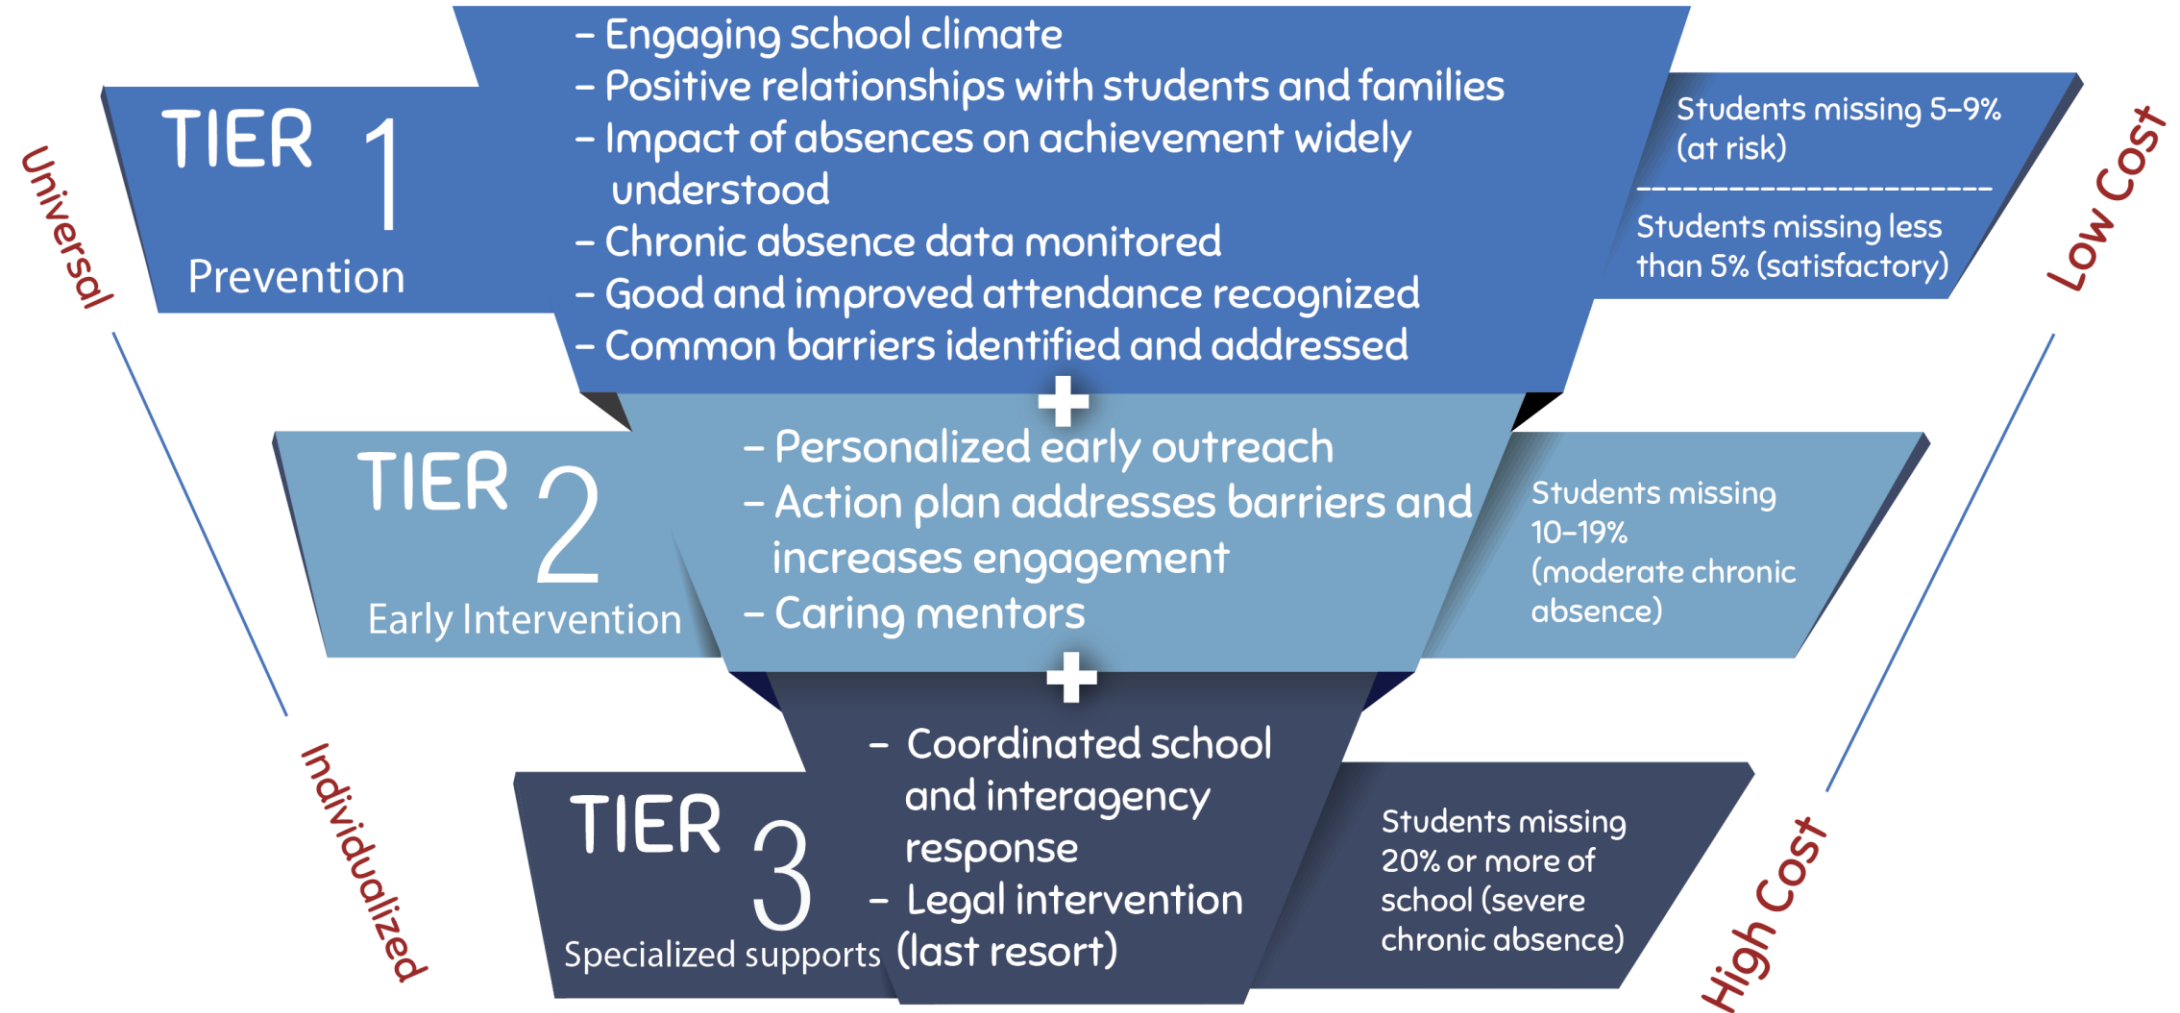 Universal
Individualized
TIER 1
Prevention
– Engaging school climate
– Positive relationships with students and families
– Impact of absences on achievement widely
understood
– Chronic absence data monitored
– Good and improved attendance recognized
– Common barriers identified and addressed
Students missing 5–9%
(at risk)
Students missing less
than 5% (satisfactory)
+
TIER 2
Early Intervention
– Personalized early outreach
– Action plan addresses barriers and
increases engagement
– Caring mentors
Students missing
10–19%
(moderate chronic
absence)
+
TIER 3
Specialized supports
– Coordinated school
and interagency
response
– Legal intervention
(last resort)
Students missing
20% or more of
school (severe
chronic absence)
Low Cost
High Cost